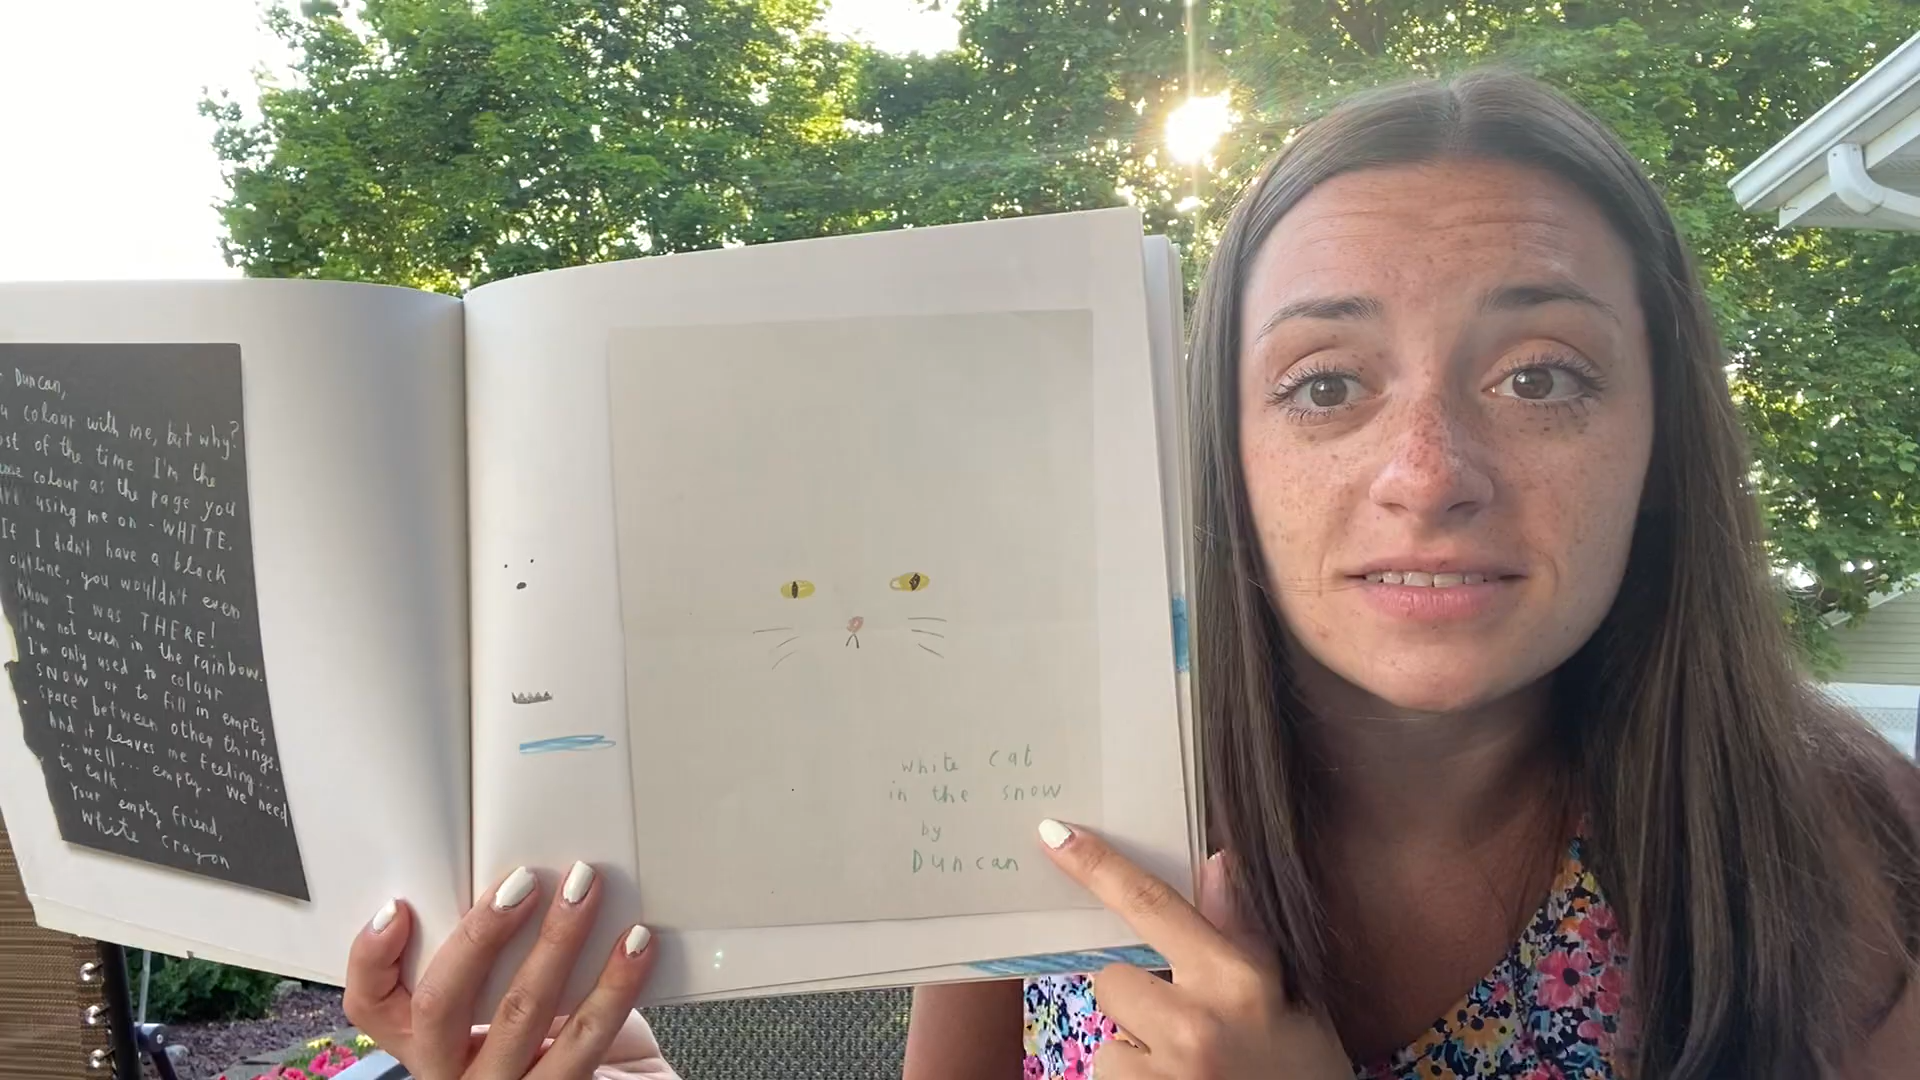 Duncan,
colour with me, but why?
of the time I'm the
colour as the page you
using me on - WHITE.
If I didn't have a black
outline, you wouldn't even
know I was THERE!
I'm not even in the rainbow.
I'm only used to colour
SNOW or to fill in empty
space between other things.
And it leaves me feeling...
...well... empty. We need
to talk.
Your empty friend,
White Crayon
white cat
in the snow
by
Duncan